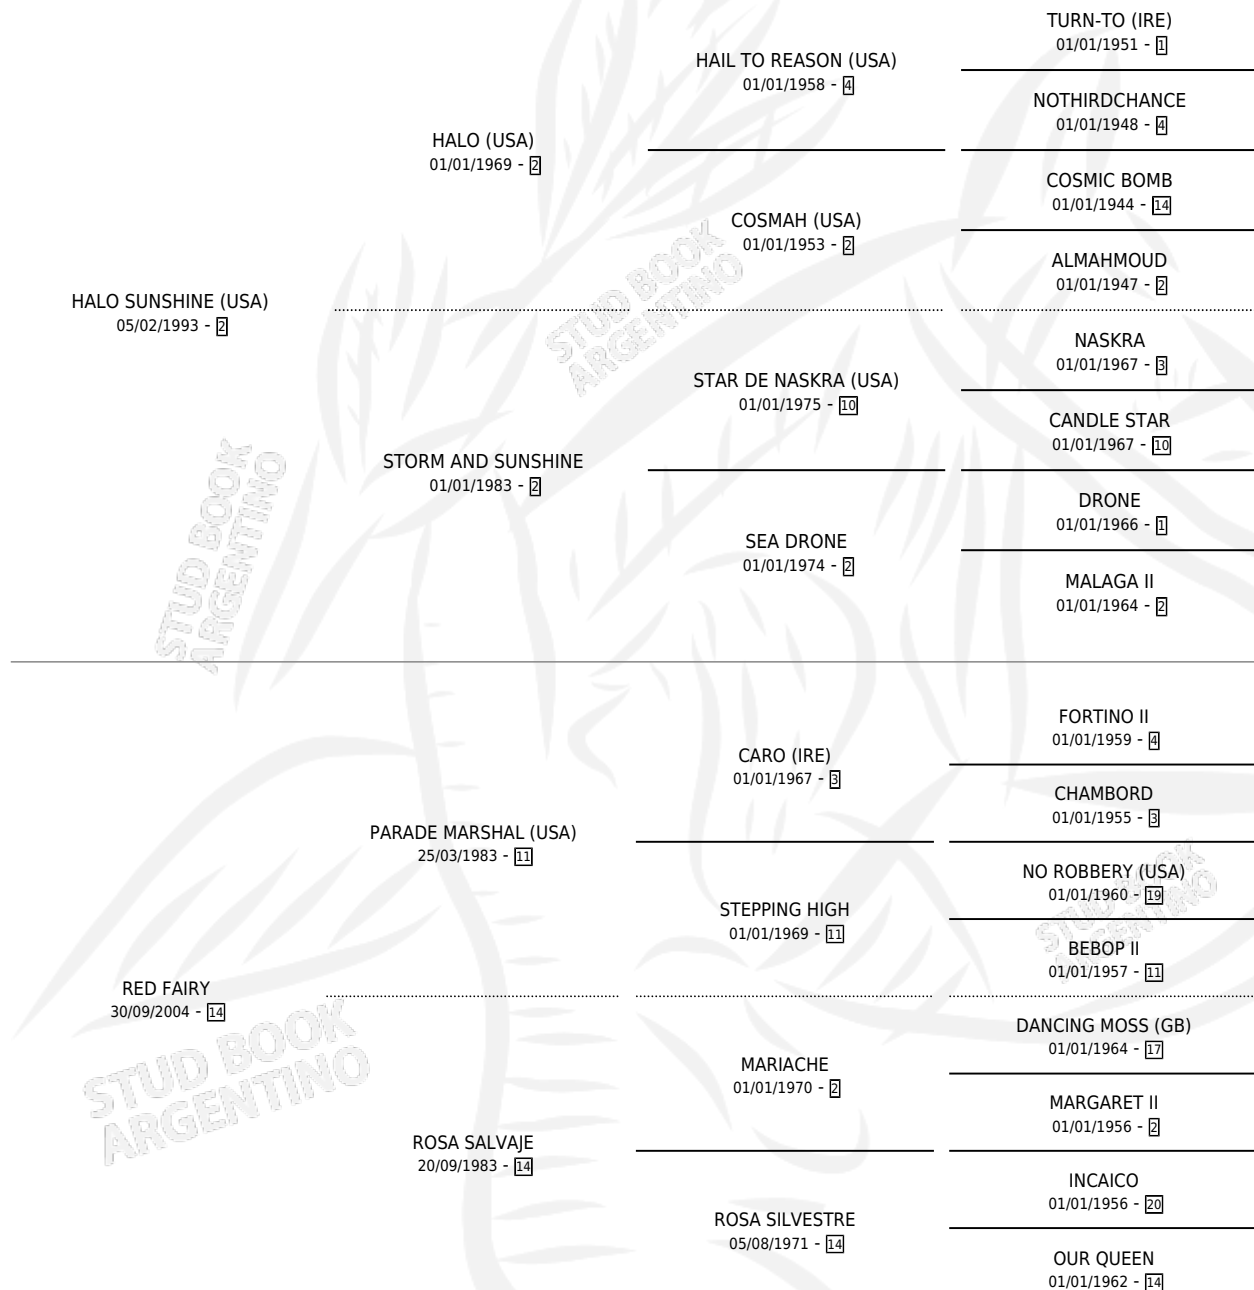 TURN-TO (IRE)
01/01/1951 - 1
HAIL TO REASON (USA)
01/01/1958 - 4
NOTHIRDCHANCE
01/01/1948 - 4
HALO (USA)
01/01/1969 - 2
COSMIC BOMB
01/01/1944 - 14
COSMAH (USA)
01/01/1953 - 2
ALMAHMOUD
01/01/1947 - 2
HALO SUNSHINE (USA)
05/02/1993 - 2
NASKRA
01/01/1967 - 3
STAR DE NASKRA (USA)
01/01/1975 - 10
CANDLE STAR
01/01/1967 - 10
STORM AND SUNSHINE
01/01/1983 - 2
DRONE
01/01/1966 - 1
SEA DRONE
01/01/1974 - 2
MALAGA II
01/01/1964 - 2
FORTINO II
01/01/1959 - 4
CARO (IRE)
01/01/1967 - 3
CHAMBORD
01/01/1955 - 3
PARADE MARSHAL (USA)
25/03/1983 - 11
NO ROBBERY (USA)
01/01/1960 - 19
STEPPING HIGH
01/01/1969 - 11
BEBOP II
01/01/1957 - 11
RED FAIRY
30/09/2004 - 14
DANCING MOSS (GB)
01/01/1964 - 17
MARIACHE
01/01/1970 - 2
MARGARET II
01/01/1956 - 2
ROSA SALVAJE
20/09/1983 - 14
INCAICO
01/01/1956 - 20
ROSA SILVESTRE
05/08/1971 - 14
OUR QUEEN
01/01/1962 - 14
STUD BOOK
ARGENTINO
STUD BOOK
ARGENTINO
STUD BOOK
ARGENTINO
STUD BOOK
ARGENTINO